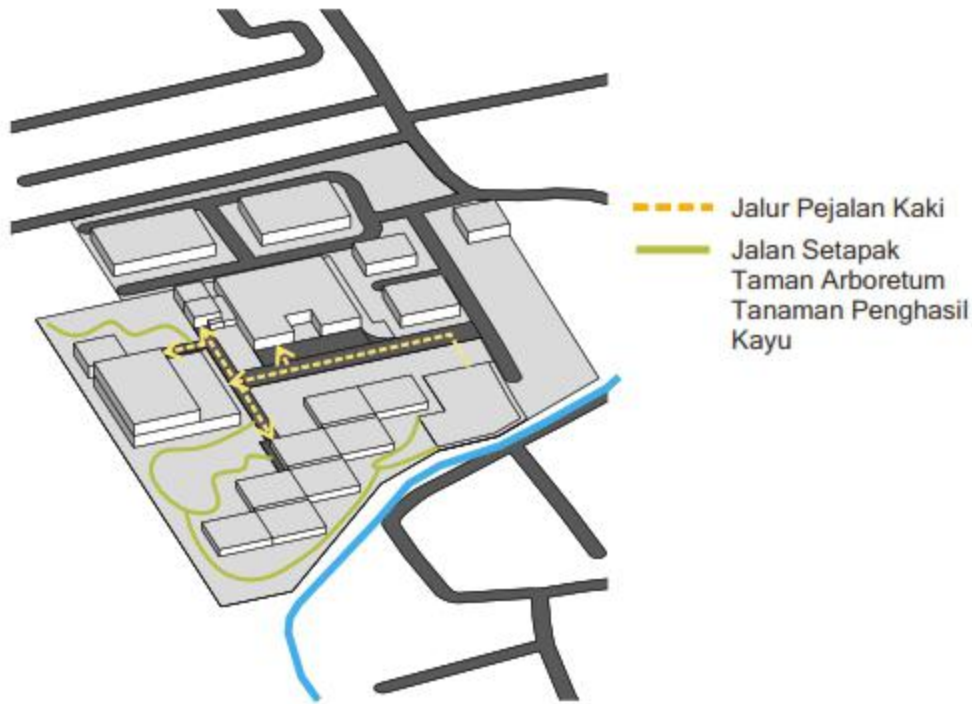 Jalur Pejalan Kaki
Jalan Setapak
Taman Arboretum
Tanaman Penghasil
Kayu